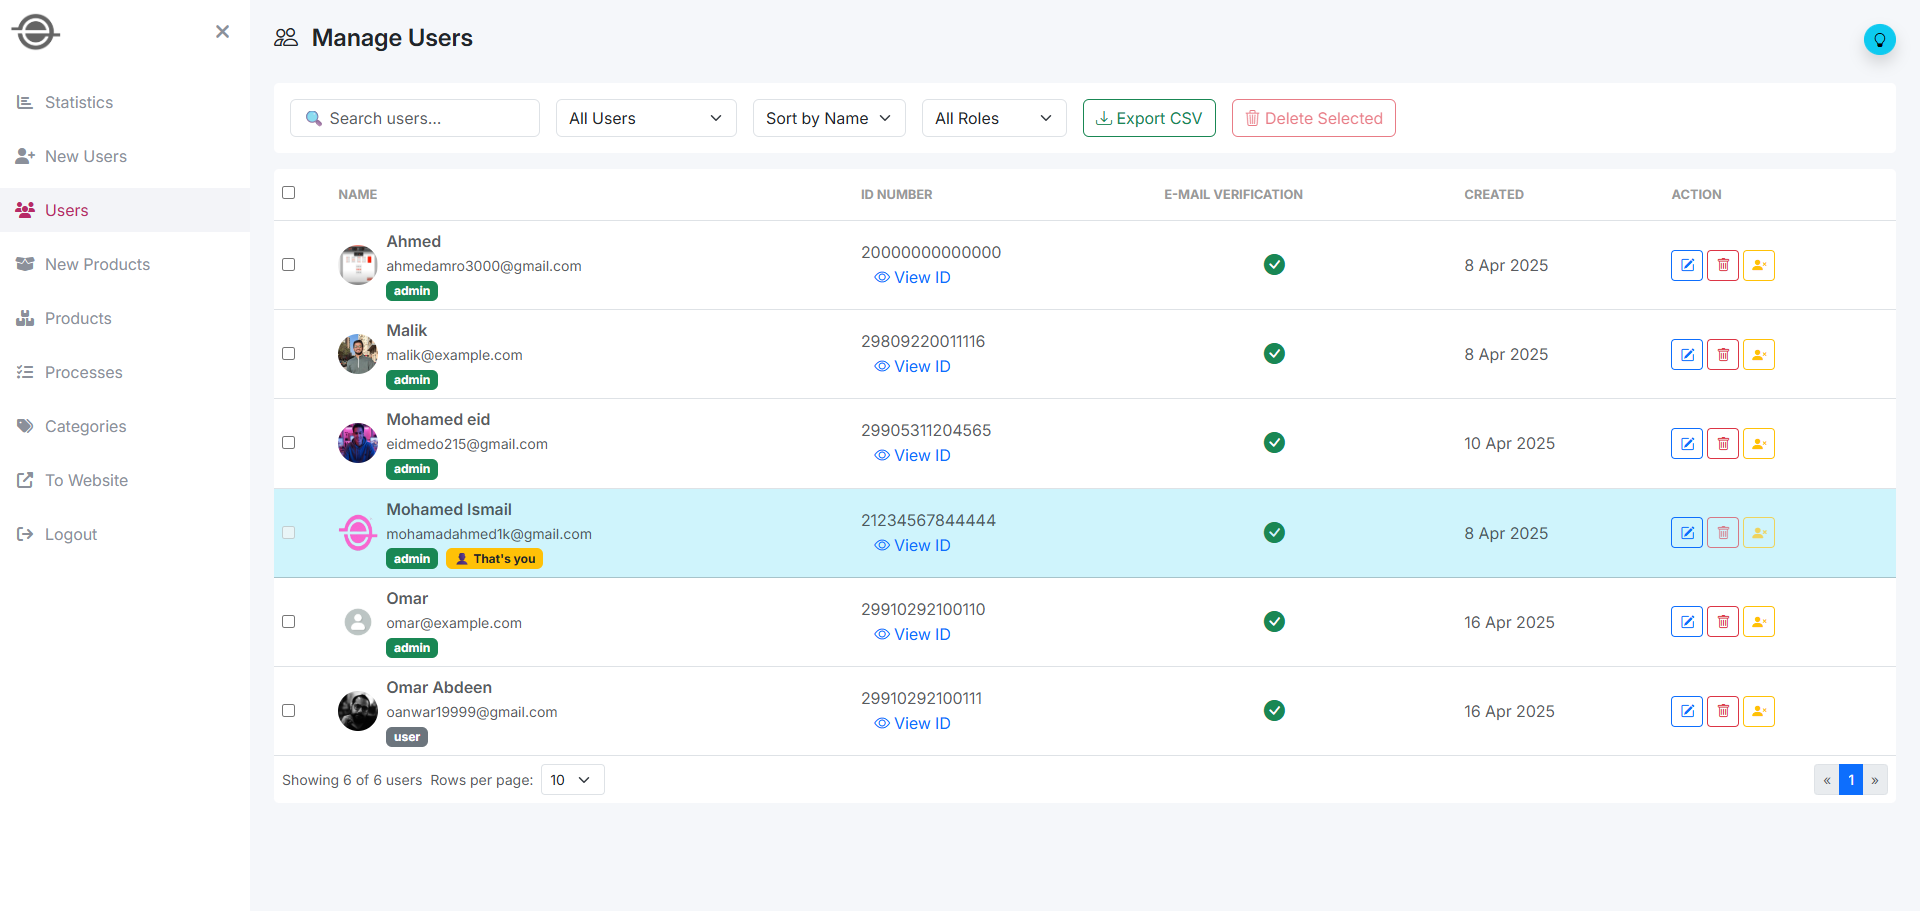 Manage Users
Statistics
New Users
Users
New Products
Products
Processes
Categories
To Website
Logout
Search users...
All Users
Sort by Name
All Roles
Export CSV
Delete Selected
NAME
ID NUMBER
E-MAIL VERIFICATION
CREATED
ACTION
Ahmed
ahmedamro3000@gmail.com
admin
20000000000000
View ID
8 Apr 2025
Malik
malik@example.com
admin
29809220011116
View ID
8 Apr 2025
Mohamed eid
eidmedo215@gmail.com
admin
29905311204565
View ID
10 Apr 2025
Mohamed Ismail
mohamadahmed1k@gmail.com
admin
That's you
21234567844444
View ID
8 Apr 2025
Omar
omar@example.com
admin
29910292100110
View ID
16 Apr 2025
Omar Abdeen
oanwar19999@gmail.com
user
29910292100111
View ID
16 Apr 2025
Showing 6 of 6 users
Rows per page:
10
«
1
»